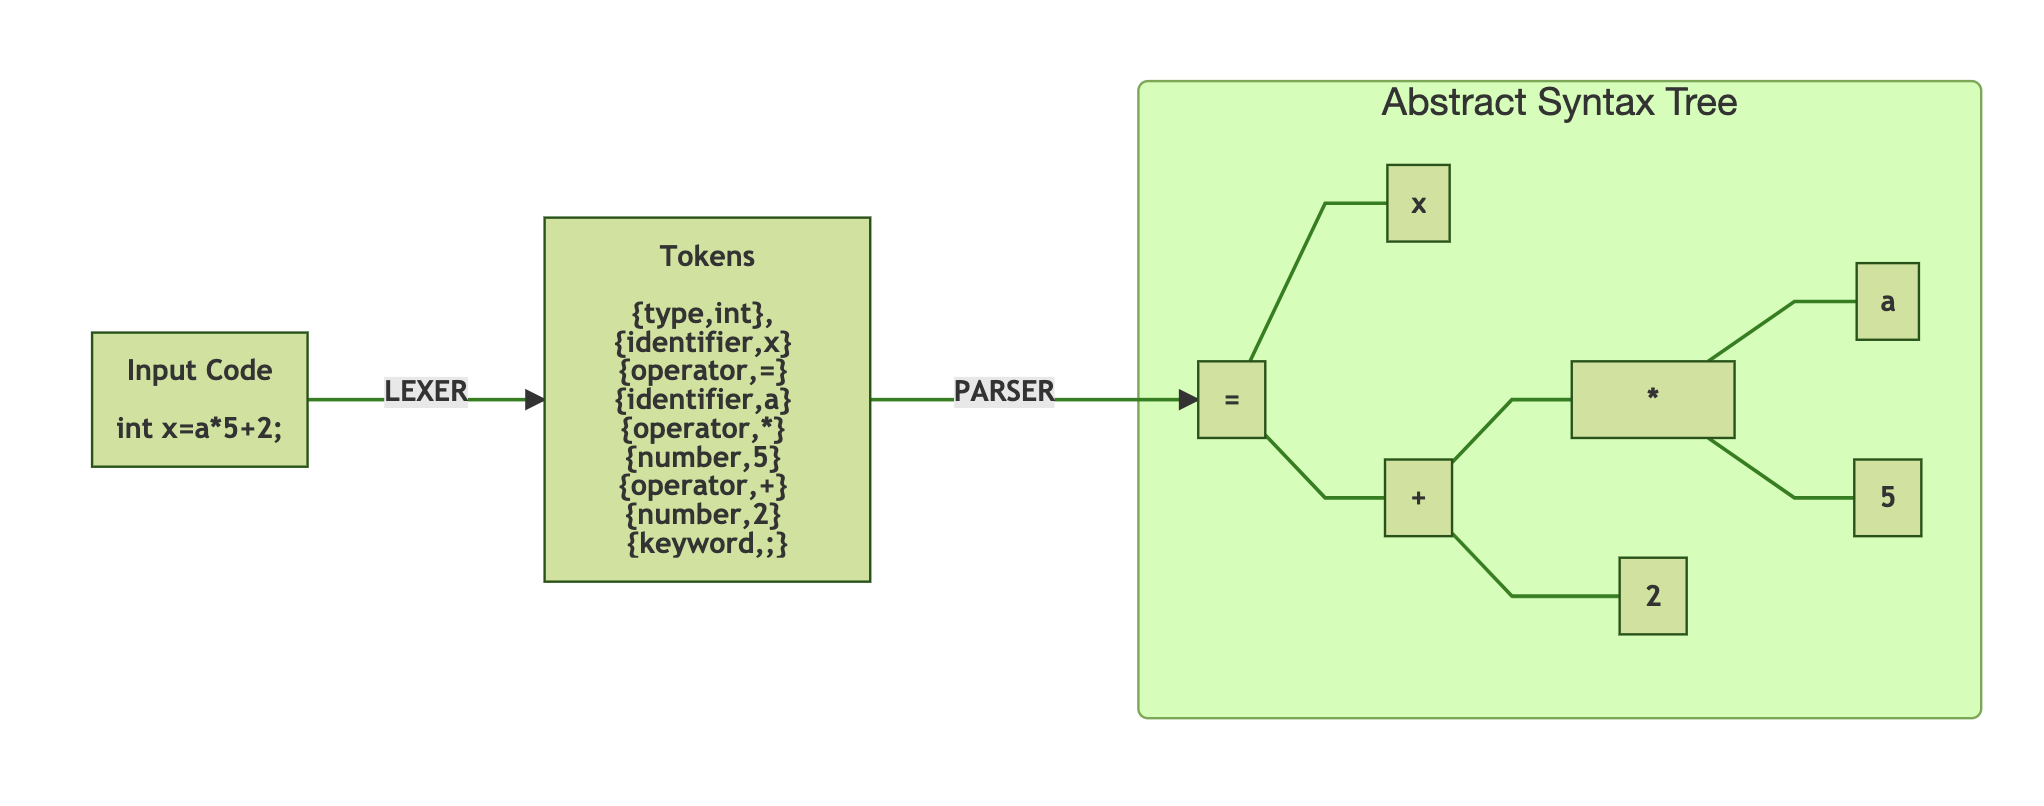 Input Code
int x=a*5+2;
LEXER
Tokens
{type,int},
{identifier,x}
{operator,=}
{identifier,a}
{operator,*}
{number,5}
{operator,+}
{number,2}
{keyword,;}
PARSER
Abstract Syntax Tree
=
x
+
*
a
5
2